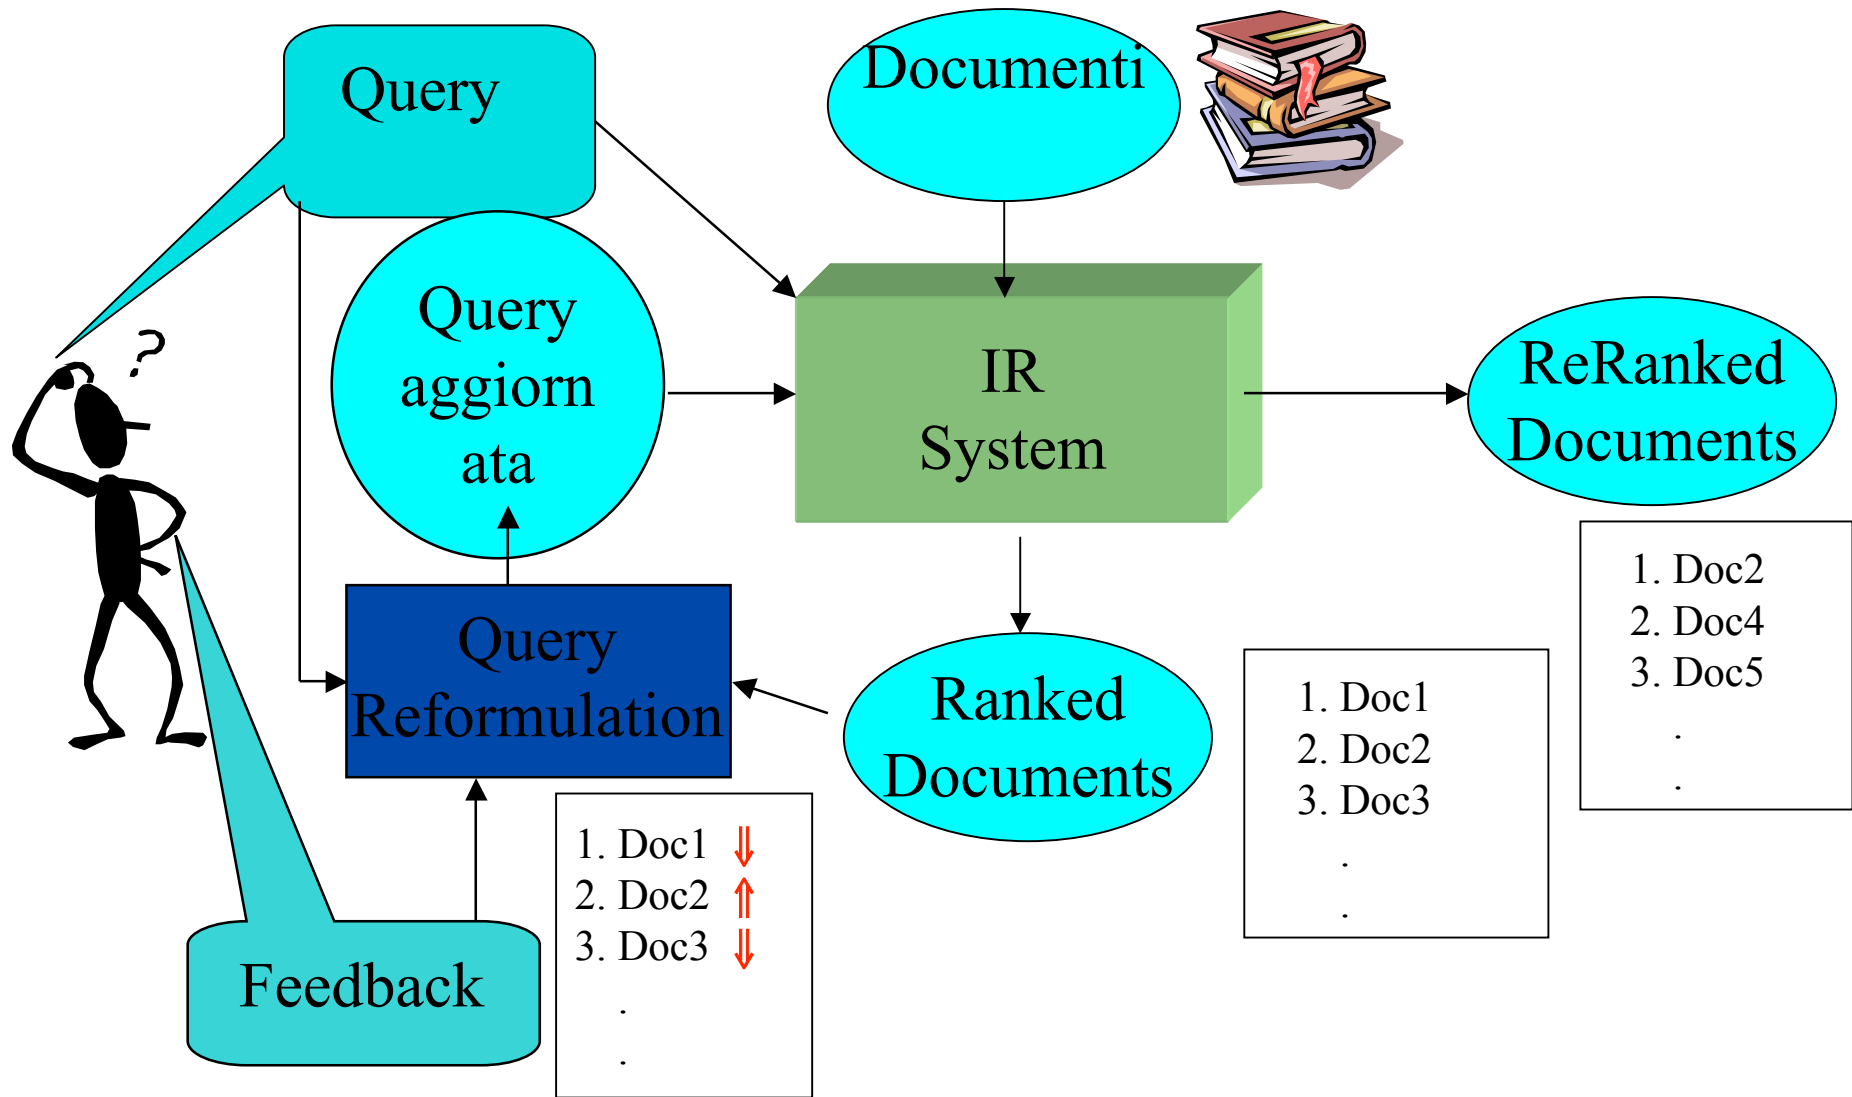 Query
Documenti
?
Query
aggiorn
ata
IR
System
ReRanked
Documents
1. Doc2
2. Doc4
3. Doc5
.
.
Query
Reformulation
Ranked
Documents
1. Doc1
2. Doc2
3. Doc3
.
.
1. Doc1 ⇓
2. Doc2 ⇑
3. Doc3 ⇓
.
.
Feedback